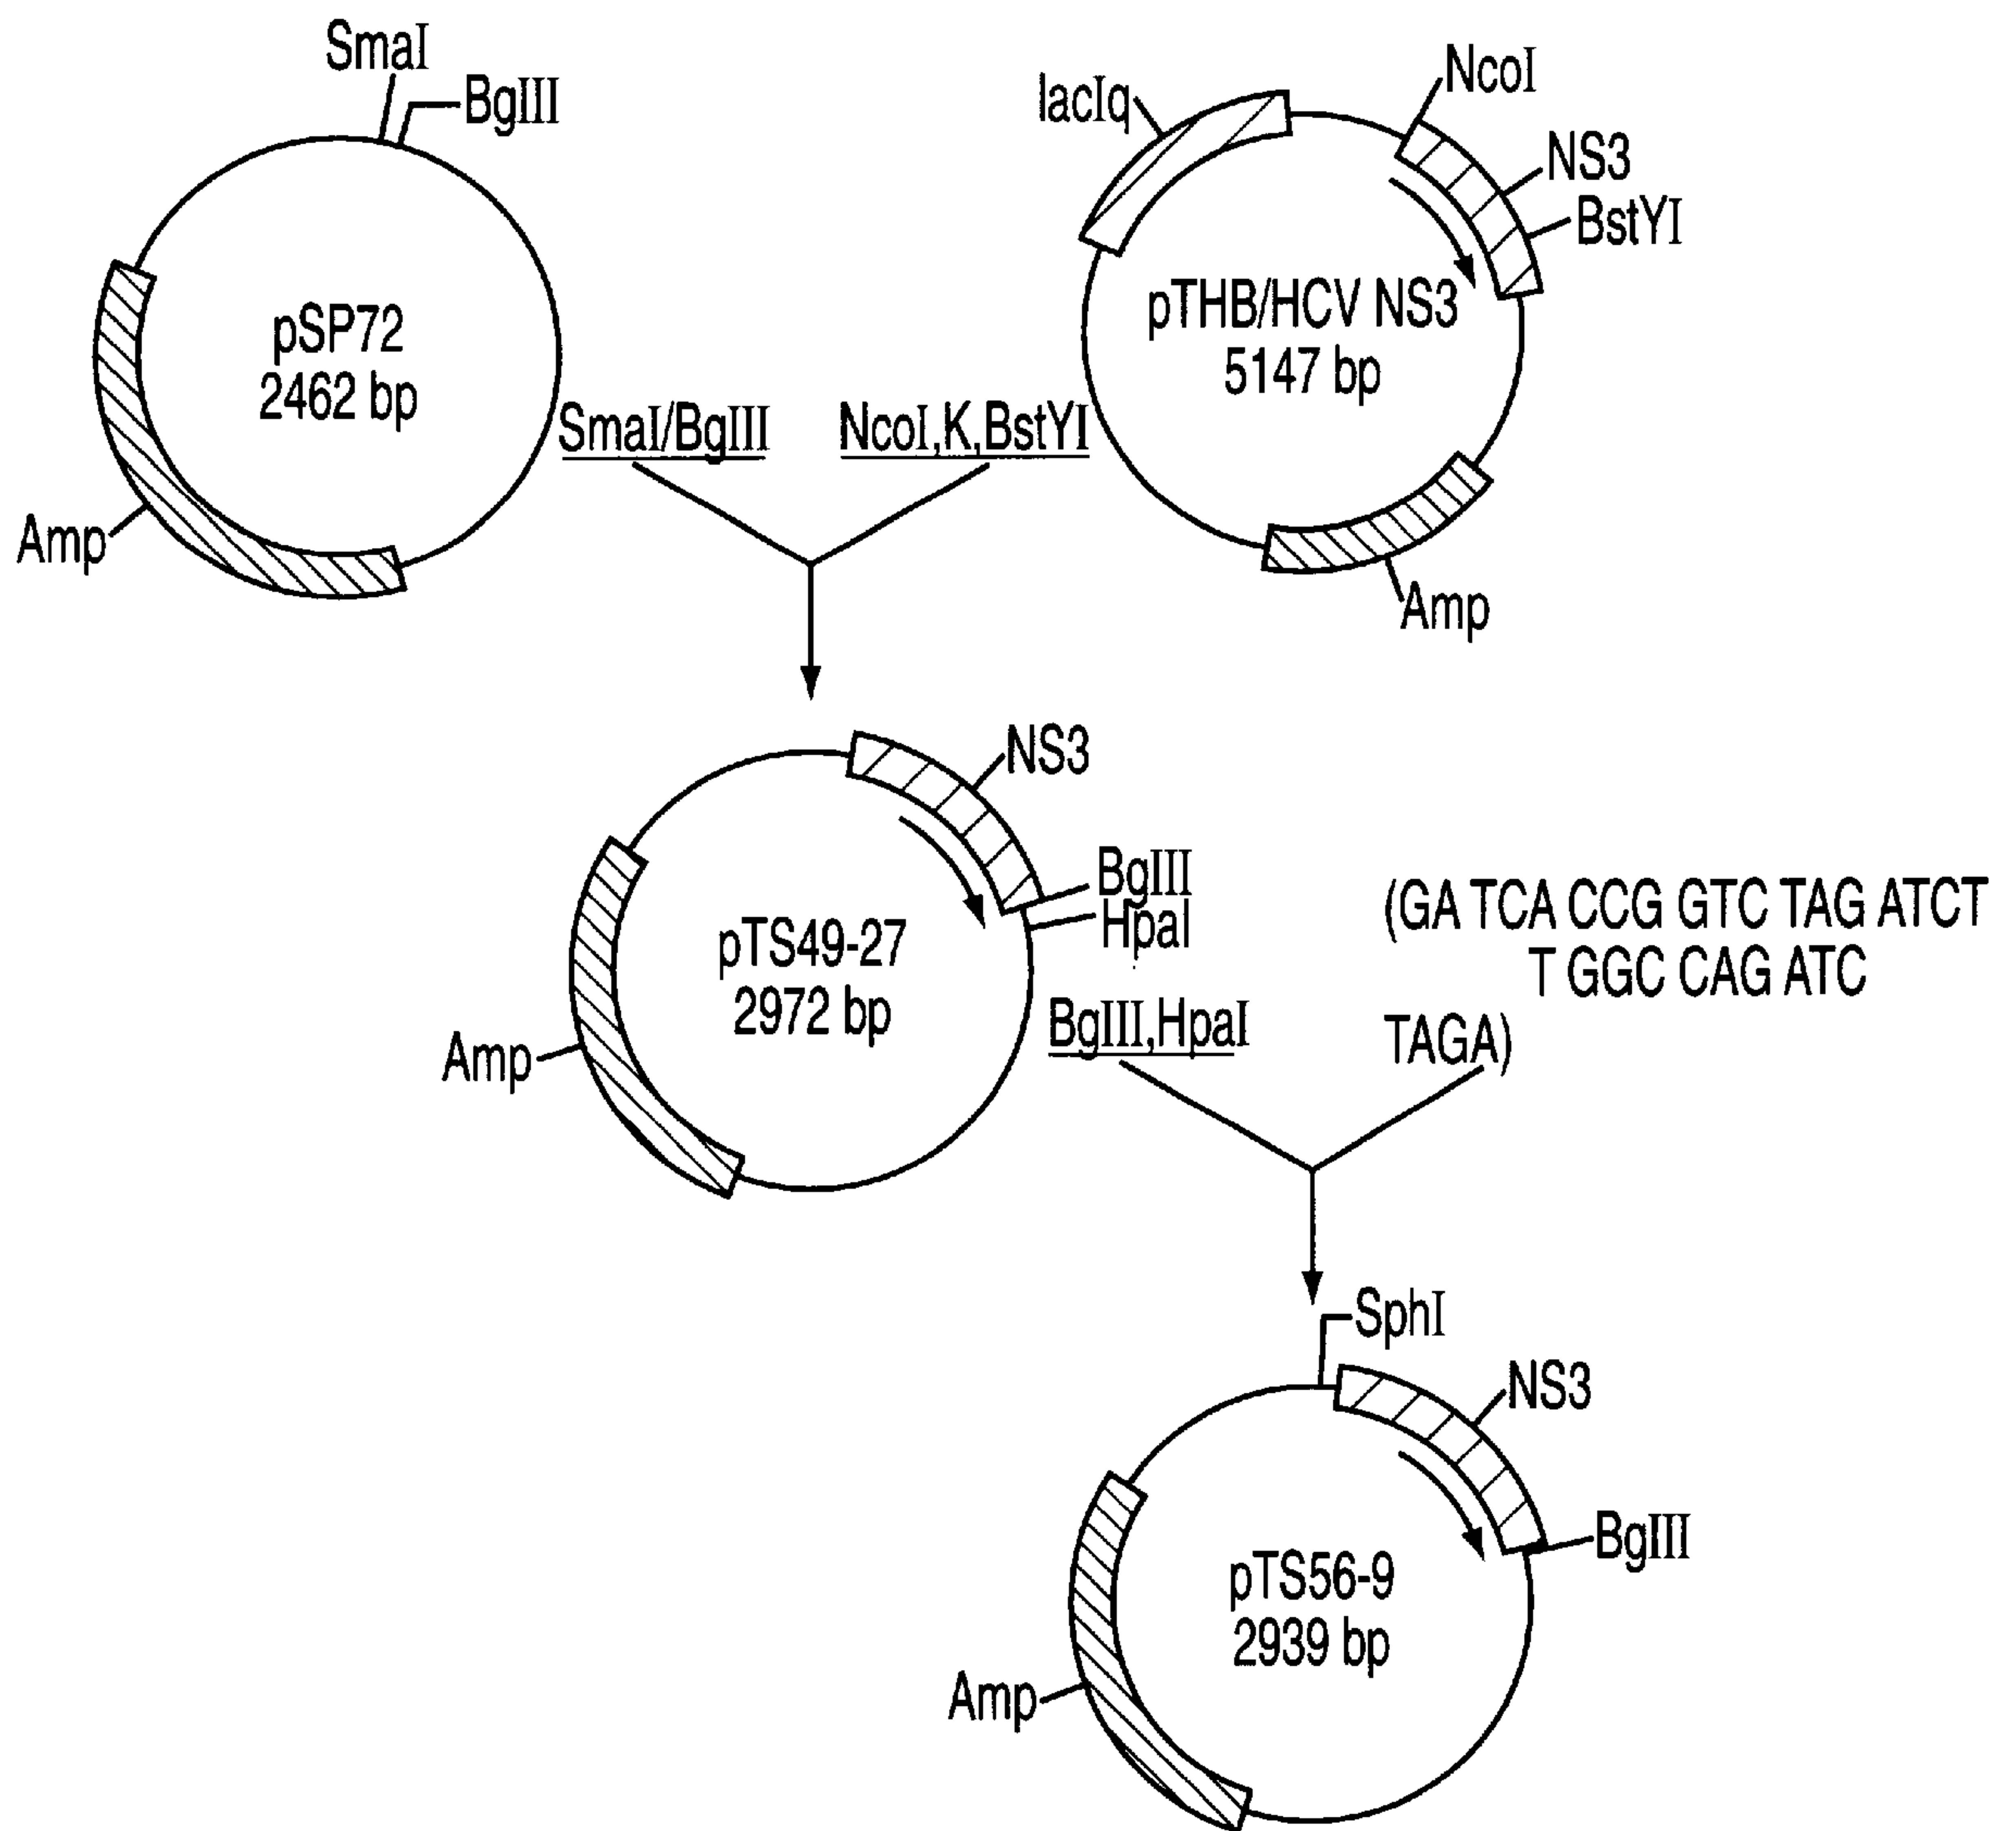 SmaI
BglII
pSP72
2462 bp
Amp
lacIq
NcoI
NS3
BstYI
pTHB/HCV NS3
5147 bp
Amp
SmaI/BglII
NcoI,K,BstYI
NS3
BglII
HpaI
pTS49-27
2972 bp
Amp
BglII,HpaI
(GA TCA CCG GTC TAG ATCT
T GGC CAG ATC
TAGA)
SphI
NS3
BglII
pTS56-9
2939 bp
Amp